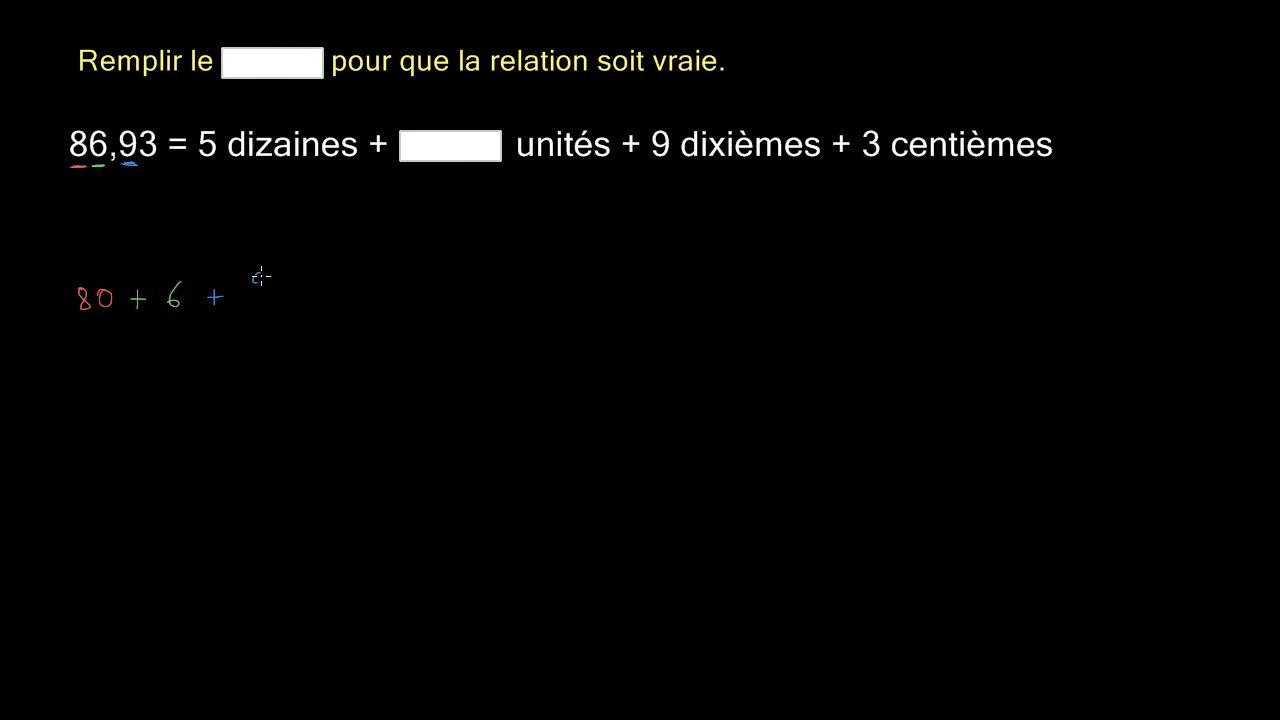 Remplir le pour que la relation soit vraie.
86,93 = 5 dizaines + unités + 9 dixièmes + 3 centièmes
80 + 6 +